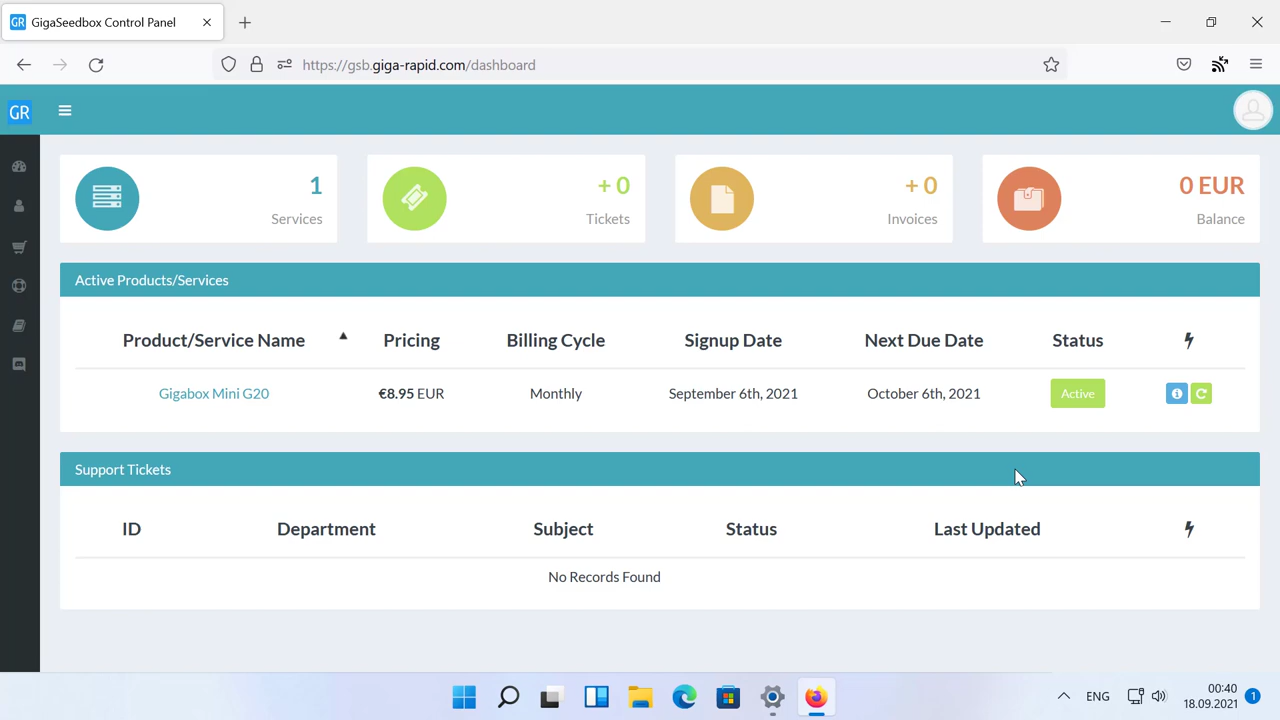 GR GigaSeedbox Control Panel
https://gsb.giga-rapid.com/dashboard
GR
1
Services
+ 0
Tickets
+ 0
Invoices
0 EUR
Balance
Active Products/Services
Product/Service Name Pricing Billing Cycle Signup Date Next Due Date Status
Gigabox Mini G20 €8.95 EUR Monthly September 6th, 2021 October 6th, 2021 Active
Support Tickets
ID Department Subject Status Last Updated
No Records Found
ENG
00:40
18.09.2021
1